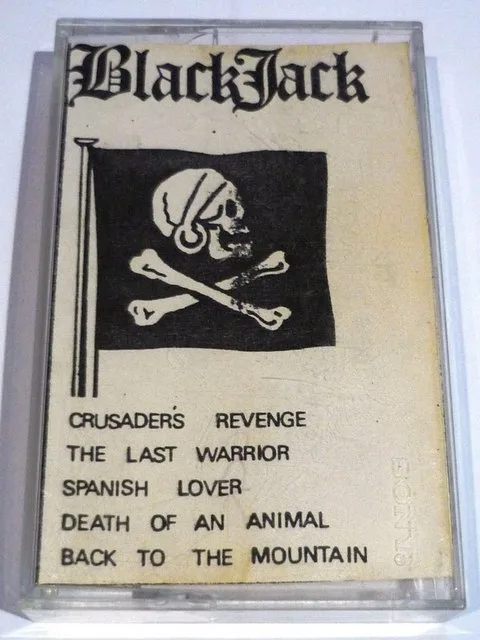 BlackJack
CRUSADER'S REVENGE
THE LAST WARRIOR
SPANISH LOVER
DEATH OF AN ANIMAL
BACK TO THE MOUNTAIN